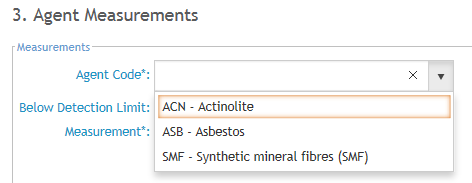 3. Agent Measurements
Measurements
Agent Code*:
ACN - Actinolite
Below Detection Limit:
ASB - Asbestos
Measurement*:
SMF - Synthetic mineral fibres (SMF)